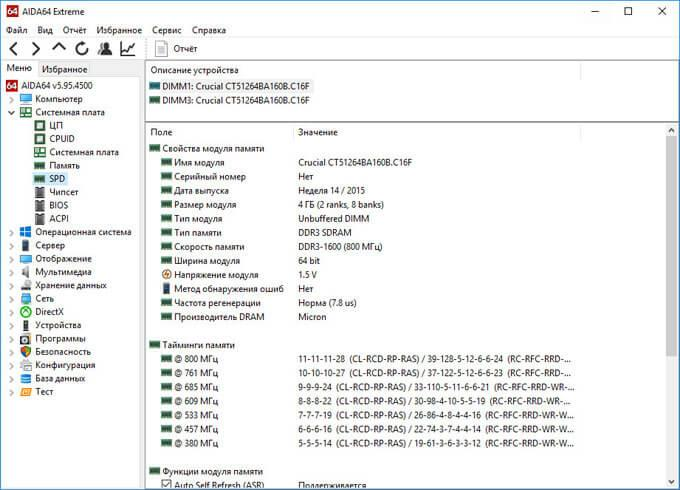 64 AIDA64 Extreme
Файл Вид Отчёт Избранное Сервис Справка
Отчёт
Меню Избранное
64 AIDA64 v5.95.4500
Компьютер
Системная плата
ЦП
CPUID
Системная плата
Память
SPD
Чипсет
BIOS
ACPI
Операционная система
Сервер
Отображение
Мультимедиа
Хранение данных
Сеть
DirectX
Устройства
Программы
Безопасность
Конфигурация
База данных
Тест
Описание устройства
DIMM1: Crucial CT51264BA160B.C16F
DIMM3: Crucial CT51264BA160B.C16F
Поле Значение
Свойства модуля памяти
Имя модуля Crucial CT51264BA160B.C16F
Серийный номер Нет
Дата выпуска Неделя 14 / 2015
Размер модуля 4 ГБ (2 ranks, 8 banks)
Тип модуля Unbuffered DIMM
Тип памяти DDR3 SDRAM
Скорость памяти DDR3-1600 (800 МГц)
Ширина модуля 64 bit
Напряжение модуля 1.5 V
Метод обнаружения ошиб Нет
Частота регенерации Норма (7.8 us)
Производитель DRAM Micron
Тайминги памяти
@ 800 МГц 11-11-11-28 (CL-RCD-RP-RAS) / 39-128-5-12-6-6-24 (RC-RFC-RRD-...
@ 761 МГц 10-10-10-27 (CL-RCD-RP-RAS) / 37-122-5-12-6-6-23 (RC-RFC-RRD-...
@ 685 МГц 9-9-9-24 (CL-RCD-RP-RAS) / 33-110-5-11-6-6-21 (RC-RFC-RRD-WR-...
@ 609 МГц 8-8-8-22 (CL-RCD-RP-RAS) / 30-98-4-10-5-5-19 (RC-RFC-RRD-WR-W...
@ 533 МГц 7-7-7-19 (CL-RCD-RP-RAS) / 26-86-4-8-4-4-16 (RC-RFC-RRD-WR-W...
@ 457 МГц 6-6-6-16 (CL-RCD-RP-RAS) / 22-74-3-7-4-4-14 (RC-RFC-RRD-WR-W...
@ 380 МГц 5-5-5-14 (CL-RCD-RP-RAS) / 19-61-3-6-3-3-12 (RC-RFC-RRD-WR-W...
Функции модуля памяти
Auto Self Refresh (ASR) Поддерживается